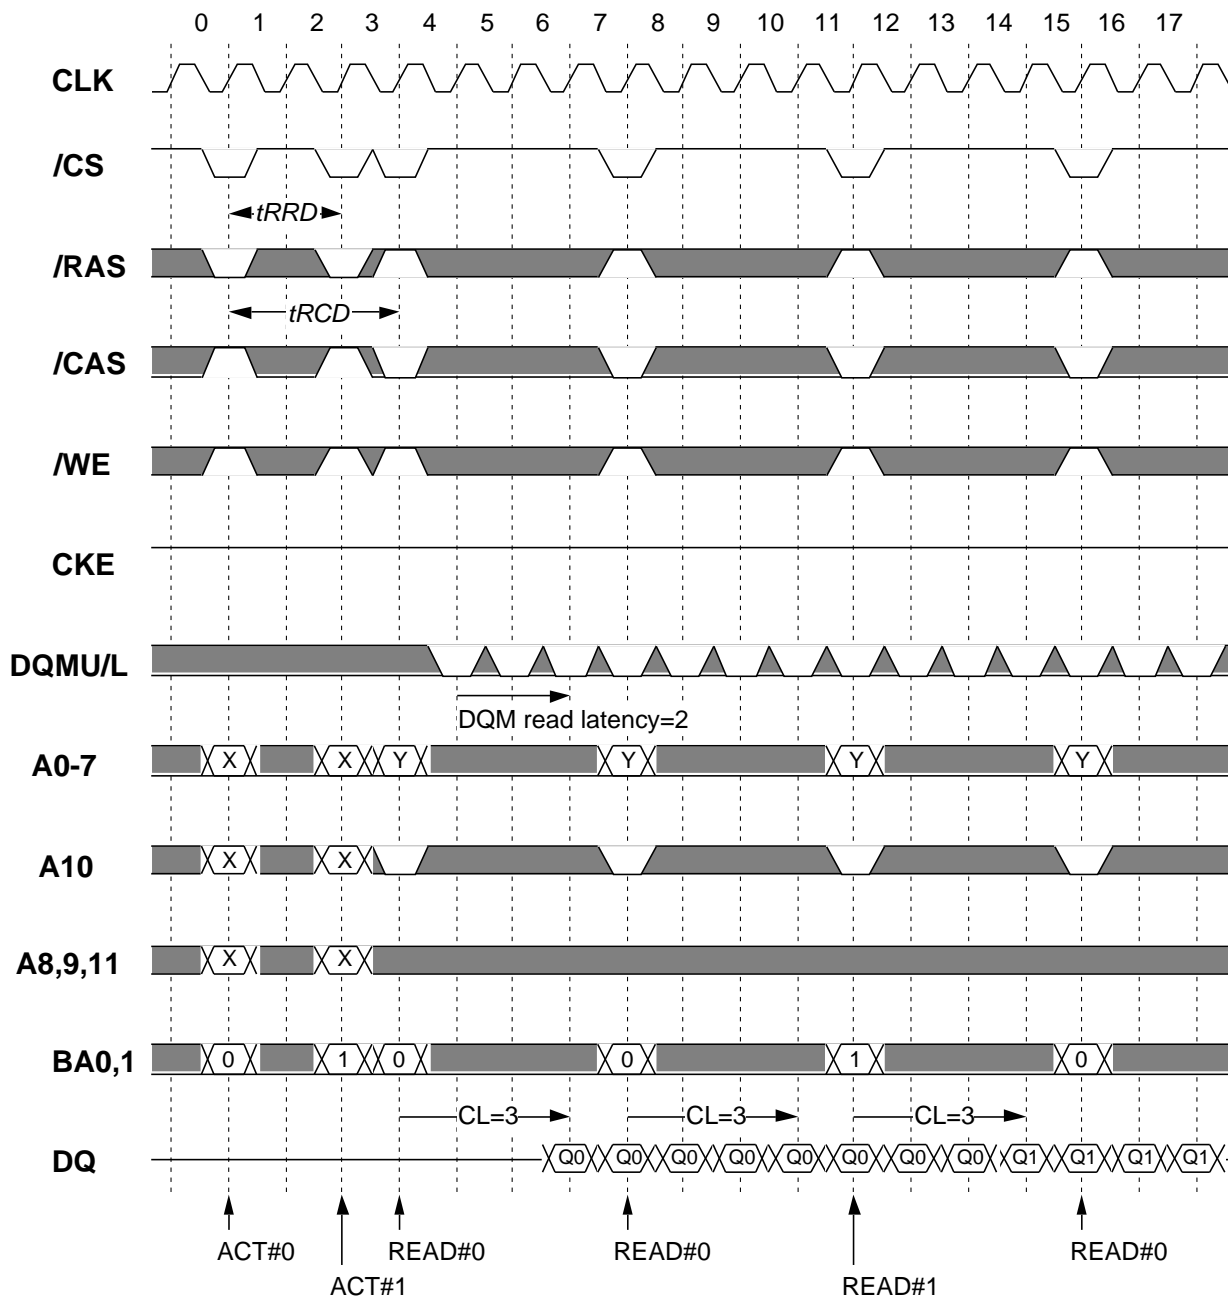 0 1 2 3 4 5 6 7 8 9 10 11 12 13 14 15 16 17
CLK
/CS
tRRD
/RAS
tRCD
/CAS
/WE
CKE
DQMU/L
DQM read latency=2
A0-7 X X Y Y Y Y
A10 X X
A8,9,11 X X
BA0,1 0 1 0 0 1 0
CL=3 CL=3 CL=3
DQ Q0 Q0 Q0 Q0 Q0 Q0 Q0 Q0 Q1 Q1 Q1 Q1
ACT#0 READ#0 READ#0 READ#0
ACT#1 READ#1